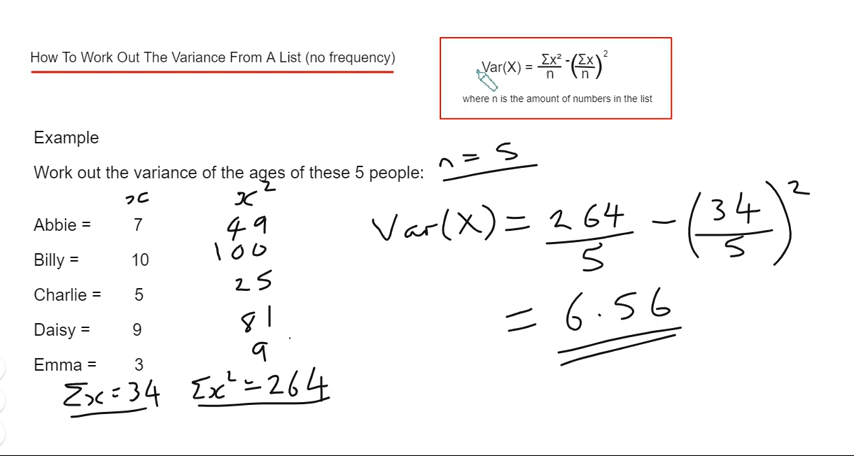 How To Work Out The Variance From A List (no frequency)
Var(X) = Σx²/n - (Σx/n)²
where n is the amount of numbers in the list
Example
Work out the variance of the ages of these 5 people: n = 5
x x²
Abbie = 7 49
Billy = 10 100
Charlie = 5 25
Daisy = 9 81
Emma = 3 9
Σx = 34 Σx² = 264
Var(X) = 264/5 - (34/5)²
= 6.56